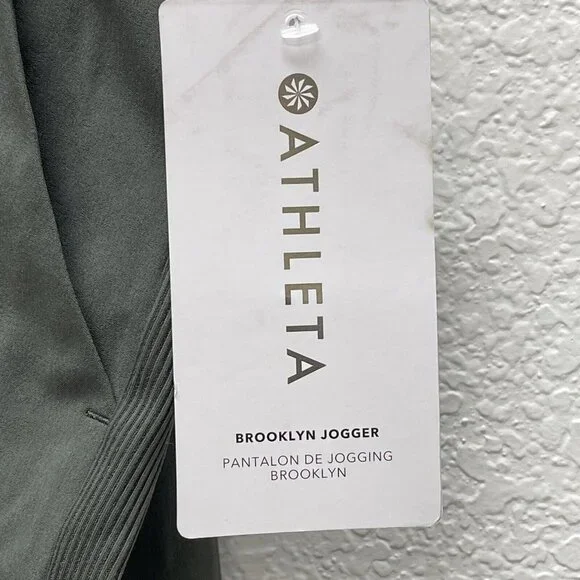 ATHLETA
BROOKLYN JOGGER
PANTALON DE JOGGING
BROOKLYN